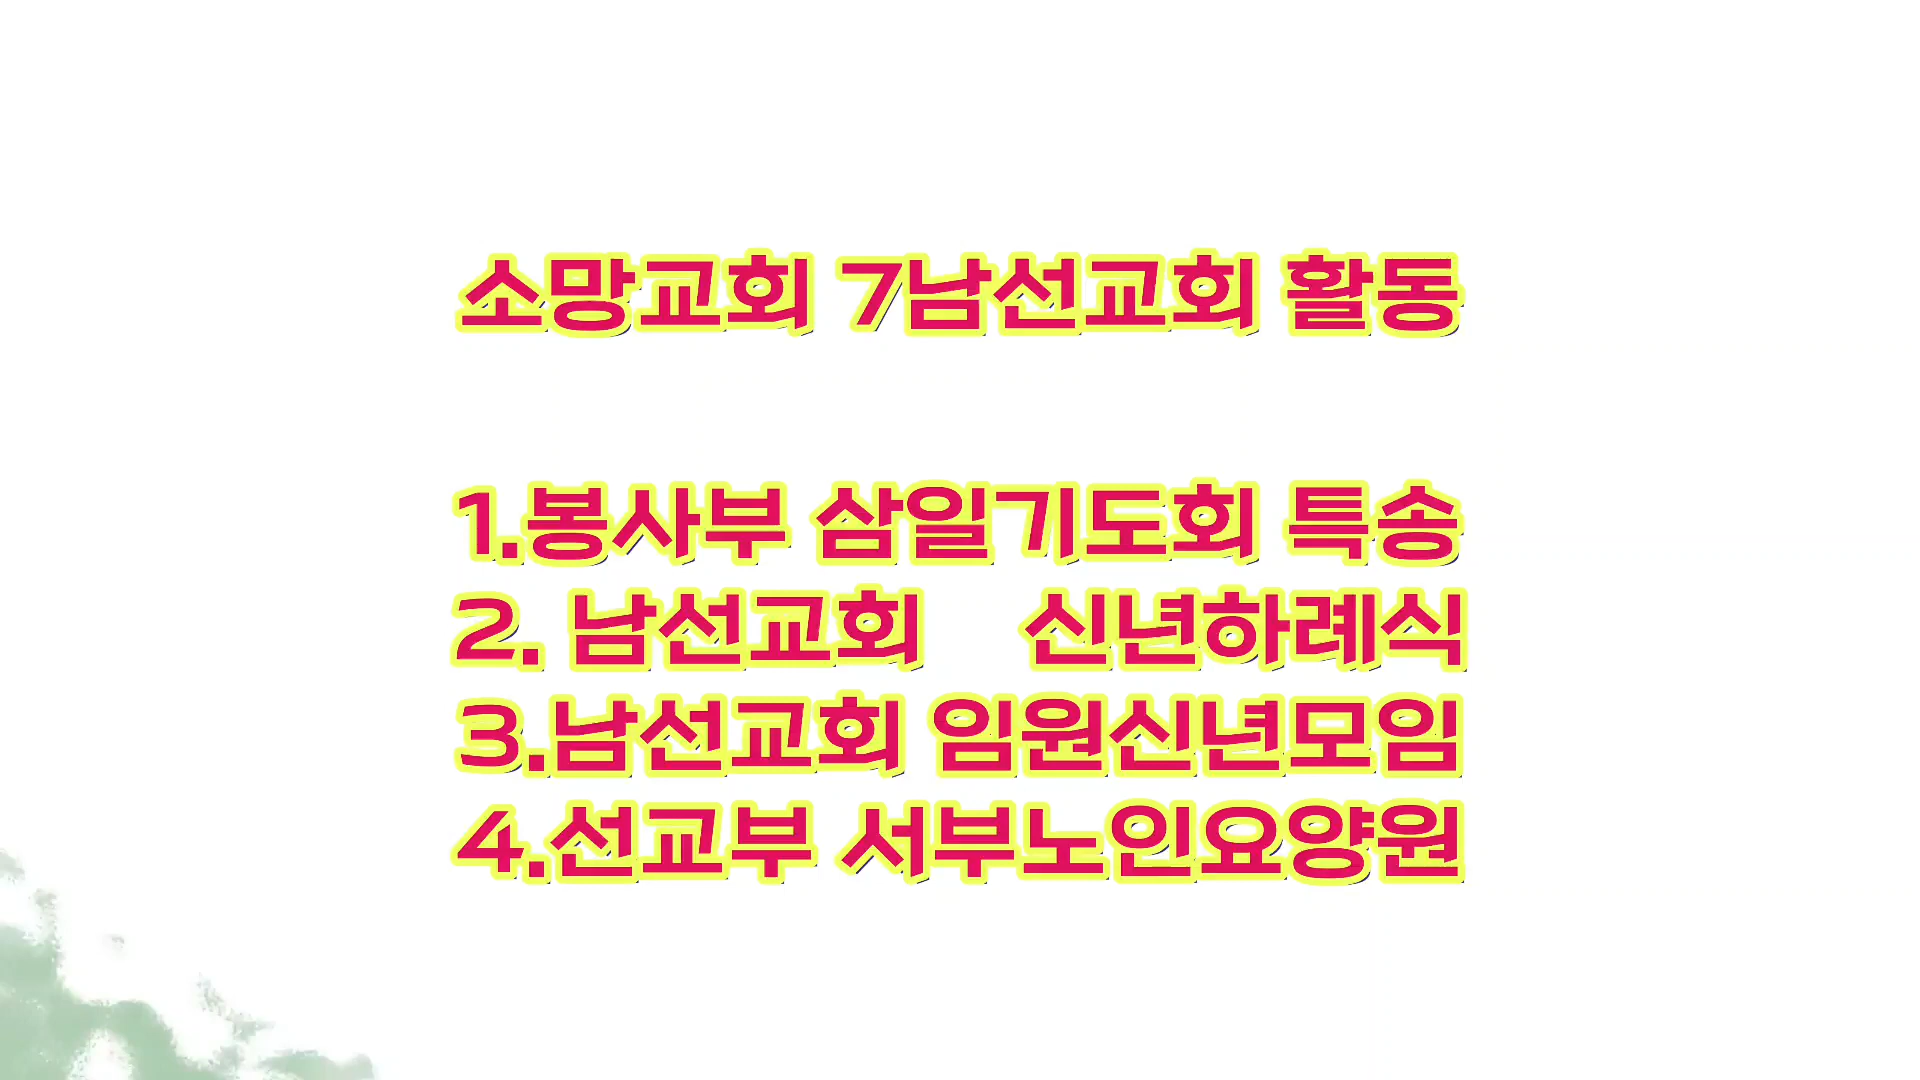 소망교회 7남선교회 활동
1.봉사부 삼일기도회 특송
2. 남선교회 신년하례식
3.남선교회 임원신년모임
4.선교부 서부노인요양원